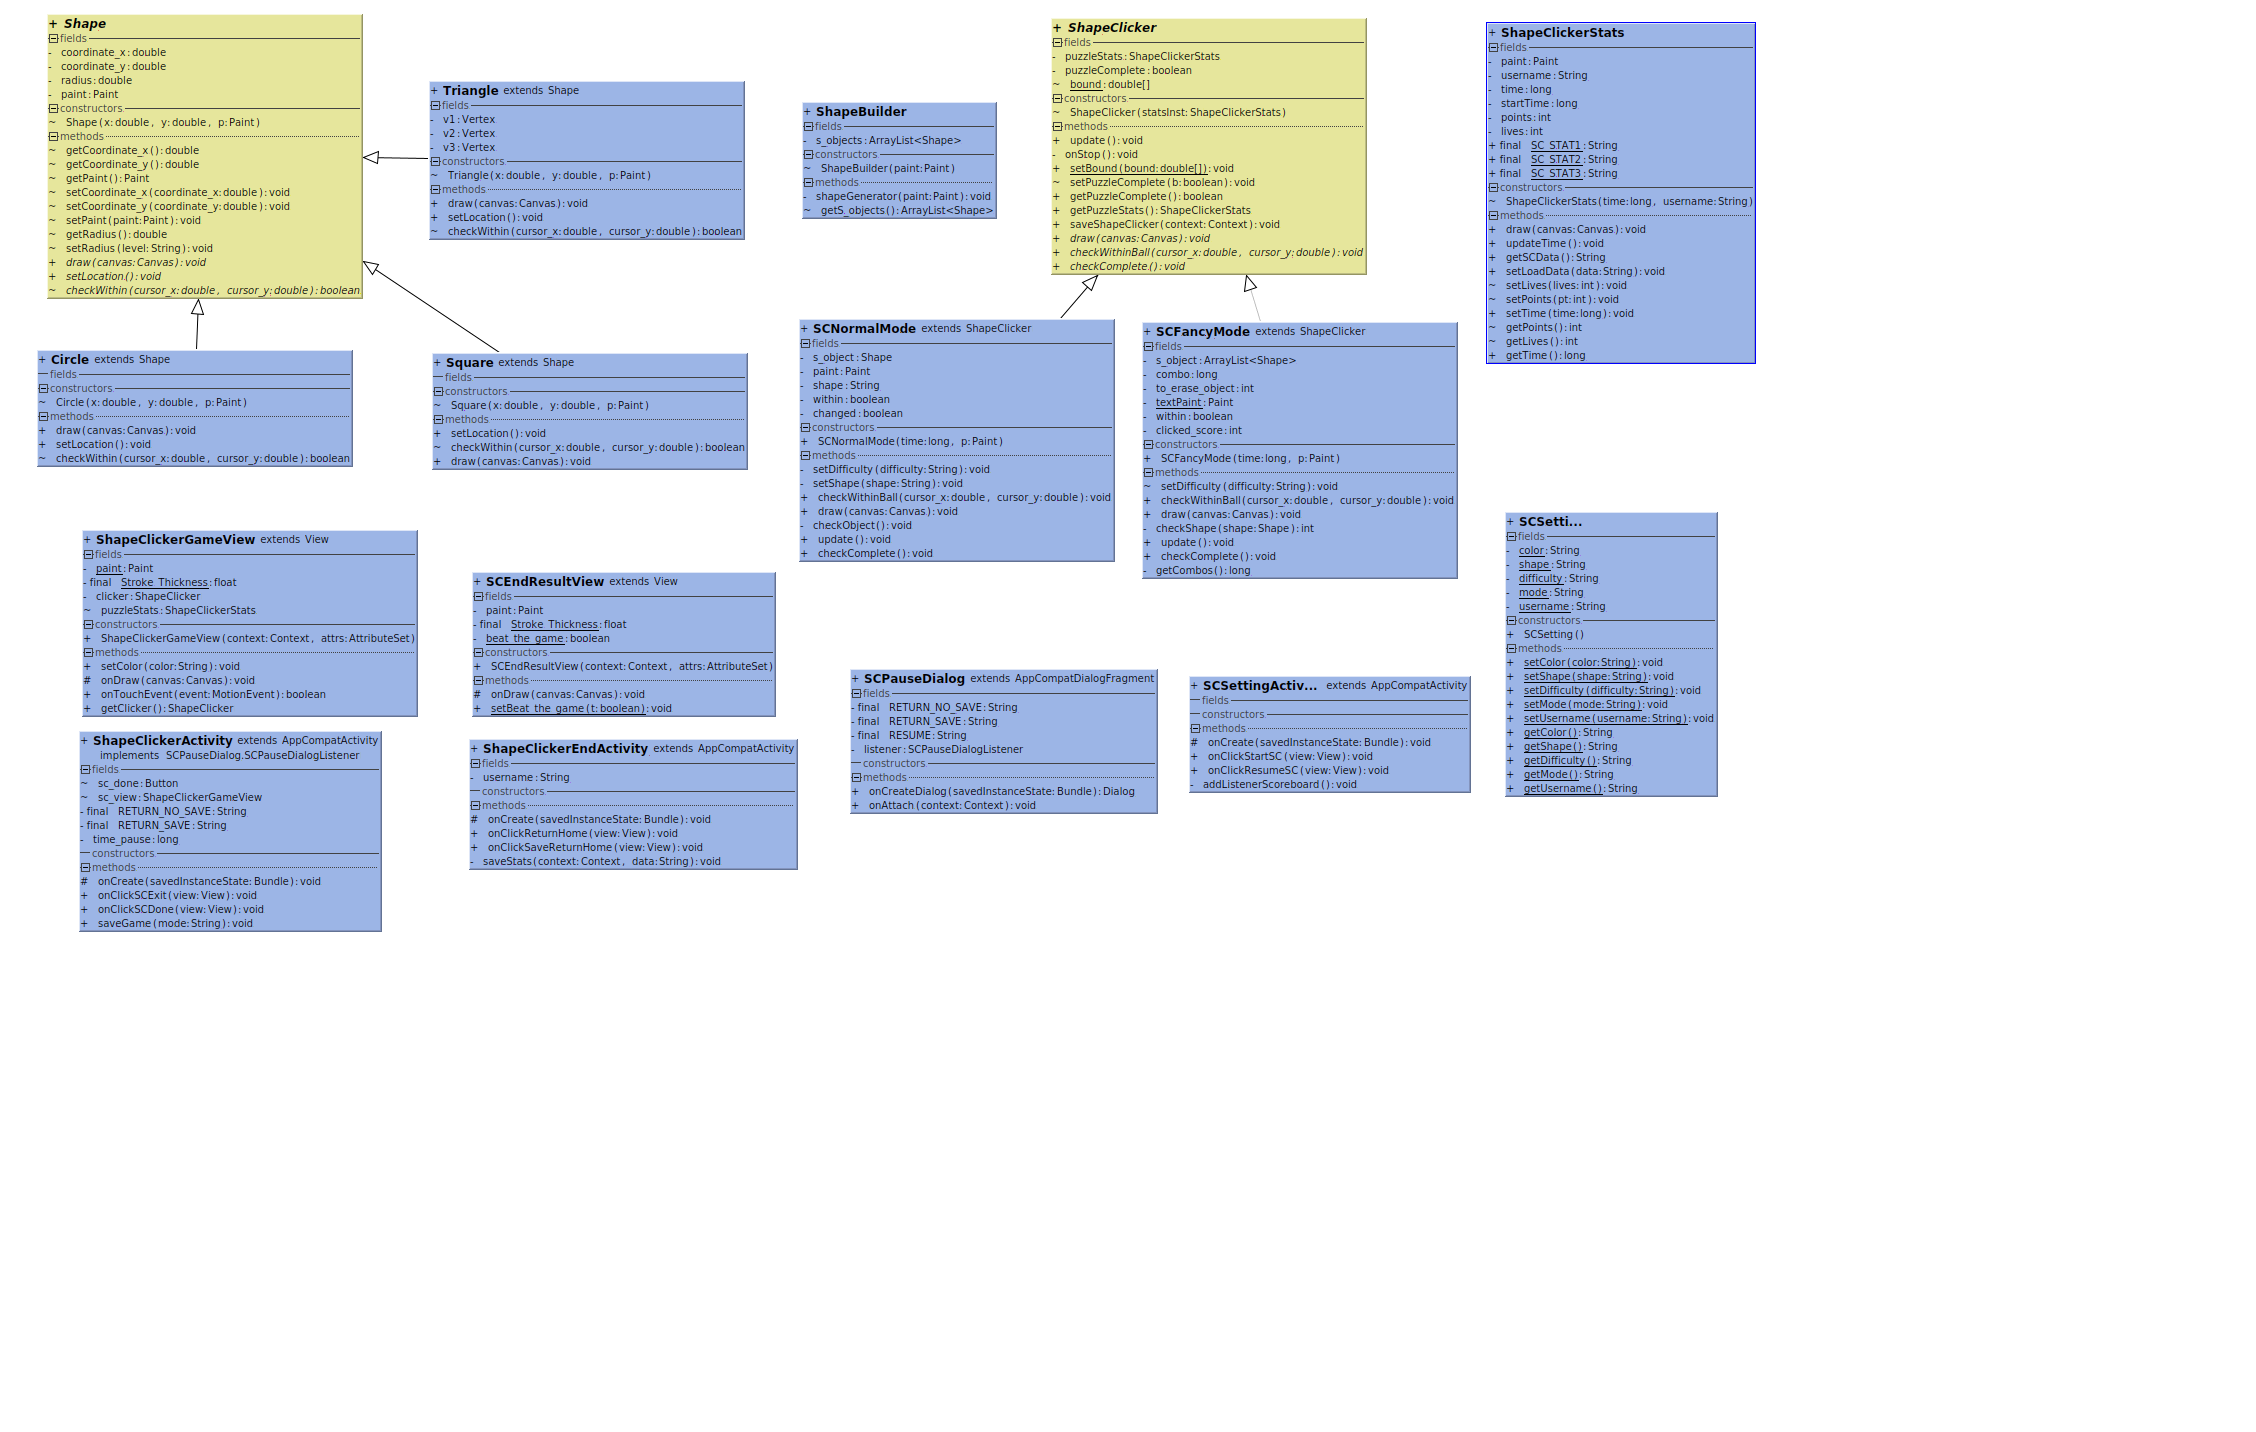 + Shape
fields
- coordinate_x : double
- coordinate_y : double
- radius : double
- paint : Paint
constructors
~ Shape (x: double , y: double , p: Paint )
methods
~ getCoordinate_x () : double
~ getCoordinate_y () : double
~ getPaint () : Paint
~ setCoordinate_x (coordinate_x: double ) : void
~ setCoordinate_y (coordinate_y: double ) : void
~ setPaint (paint: Paint ) : void
~ getRadius () : double
~ setRadius (level: String ) : void
+ draw (canvas: Canvas ) : void
+ setLocation () : void
~ checkWithin (cursor_x: double , cursor_y: double ) : boolean
+ Triangle extends Shape
fields
- v1 : Vertex
- v2 : Vertex
- v3 : Vertex
constructors
~ Triangle (x: double , y: double , p: Paint )
methods
+ draw (canvas: Canvas ) : void
+ setLocation () : void
~ checkWithin (cursor_x: double , cursor_y: double ) : boolean
+ ShapeBuilder
fields
- s_objects : ArrayList<Shape>
constructors
~ ShapeBuilder (paint: Paint )
methods
- shapeGenerator (paint: Paint ) : void
~ getS_objects () : ArrayList<Shape>
+ ShapeClicker
fields
- puzzleStats : ShapeClickerStats
- puzzleComplete : boolean
~ bound : double[]
constructors
~ ShapeClicker (statsInst: ShapeClickerStats )
methods
+ update () : void
- onStop () : void
+ setBound (bound: double[] ) : void
~ setPuzzleComplete (b: boolean ) : void
~ getPuzzleComplete () : boolean
+ getPuzzleStats () : ShapeClickerStats
+ saveShapeClicker (context: Context ) : void
+ draw (canvas: Canvas ) : void
+ checkWithinBall (cursor_x: double , cursor_y: double ) : void
+ checkComplete () : void
+ ShapeClickerStats
fields
- paint : Paint
- username : String
- time : long
- startTime : long
- points : int
- lives : int
+ final SC_STAT1 : String
+ final SC_STAT2 : String
+ final SC_STAT3 : String
constructors
~ ShapeClickerStats (time: long , username: String )
methods
+ draw (canvas: Canvas ) : void
+ updateTime () : void
+ getSCData () : String
+ setLoadData (data: String ) : void
~ setLives (lives: int ) : void
~ setPoints (pt: int ) : void
~ setTime (time: long ) : void
~ getPoints () : int
~ getLives () : int
+ getTime () : long
+ Circle extends Shape
fields
constructors
~ Circle (x: double , y: double , p: Paint )
methods
+ draw (canvas: Canvas ) : void
+ setLocation () : void
~ checkWithin (cursor_x: double , cursor_y: double ) : boolean
+ Square extends Shape
fields
constructors
~ Square (x: double , y: double , p: Paint )
methods
+ setLocation () : void
~ checkWithin (cursor_x: double , cursor_y: double ) : boolean
+ draw (canvas: Canvas ) : void
+ SCNormalMode extends ShapeClicker
fields
- s_object : Shape
- paint : Paint
- shape : String
- within : boolean
- changed : boolean
constructors
+ SCNormalMode (time: long , p: Paint )
methods
- setDifficulty (difficulty: String ) : void
- setShape (shape: String ) : void
+ checkWithinBall (cursor_x: double , cursor_y: double ) : void
+ draw (canvas: Canvas ) : void
- checkObject () : void
+ update () : void
+ checkComplete () : void
+ SCFancyMode extends ShapeClicker
fields
- s_object : ArrayList<Shape>
- combo : long
- to_erase_object : int
- textPaint : Paint
- within : boolean
- clicked_score : int
constructors
+ SCFancyMode (time: long , p: Paint )
methods
~ setDifficulty (difficulty: String ) : void
+ checkWithinBall (cursor_x: double , cursor_y: double ) : void
+ draw (canvas: Canvas ) : void
- checkShape (shape: Shape ) : int
+ update () : void
+ checkComplete () : void
- getCombos () : long
+ ShapeClickerGameView extends View
fields
- paint : Paint
- final Stroke_Thickness : float
- clicker : ShapeClicker
~ puzzleStats : ShapeClickerStats
constructors
+ ShapeClickerGameView (context: Context , attrs: AttributeSet )
methods
+ setColor (color: String ) : void
# onDraw (canvas: Canvas ) : void
+ onTouchEvent (event: MotionEvent ) : boolean
+ getClicker () : ShapeClicker
+ SCEndResultView extends View
fields
- paint : Paint
- final Stroke_Thickness : float
- beat_the_game : boolean
constructors
+ SCEndResultView (context: Context , attrs: AttributeSet )
methods
# onDraw (canvas: Canvas ) : void
+ setBeat_the_game (t: boolean ) : void
+ SCSetti...
fields
- color : String
- shape : String
- difficulty : String
- mode : String
- username : String
constructors
+ SCSetting ()
methods
+ setColor (color: String ) : void
+ setShape (shape: String ) : void
+ setDifficulty (difficulty: String ) : void
+ setMode (mode: String ) : void
+ setUsername (username: String ) : void
+ getColor () : String
+ getShape () : String
+ getDifficulty () : String
+ getMode () : String
+ getUsername () : String
+ SCPauseDialog extends AppCompatDialogFragment
fields
- final RETURN_NO_SAVE : String
- final RETURN_SAVE : String
- final RESUME : String
- listener : SCPauseDialogListener
constructors
methods
+ onCreateDialog (savedInstanceState: Bundle ) : Dialog
+ onAttach (context: Context ) : void
+ SCSettingActiv... extends AppCompatActivity
fields
constructors
methods
# onCreate (savedInstanceState: Bundle ) : void
+ onClickStartSC (view: View ) : void
+ onClickResumeSC (view: View ) : void
- addListenerScoreboard () : void
+ ShapeClickerActivity extends AppCompatActivity
implements SCPauseDialog.SCPauseDialogListener
fields
~ sc_done : Button
~ sc_view : ShapeClickerGameView
- final RETURN_NO_SAVE : String
- final RETURN_SAVE : String
- time_pause : long
constructors
methods
# onCreate (savedInstanceState: Bundle ) : void
+ onClickSCExit (view: View ) : void
+ onClickSCDone (view: View ) : void
+ saveGame (mode: String ) : void
+ ShapeClickerEndActivity extends AppCompatActivity
fields
- username : String
constructors
methods
# onCreate (savedInstanceState: Bundle ) : void
+ onClickReturnHome (view: View ) : void
+ onClickSaveReturnHome (view: View ) : void
- saveStats (context: Context , data: String ) : void